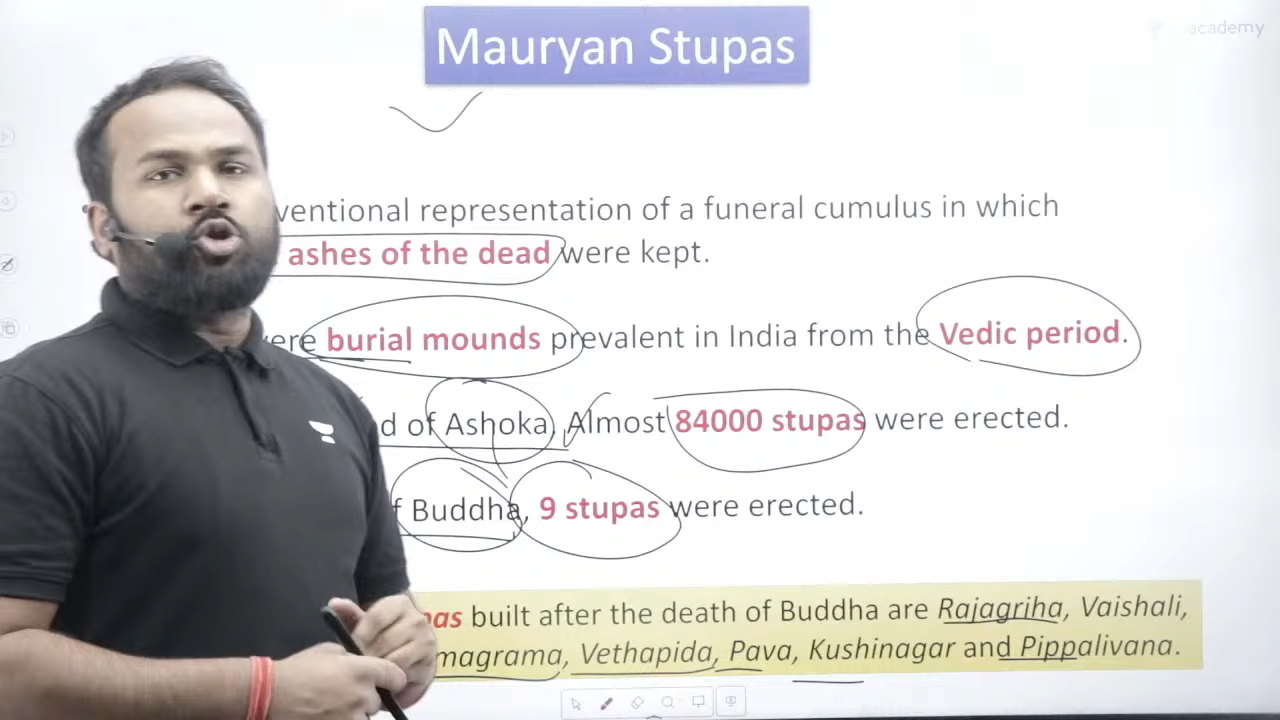 Mauryan Stupas
academy
ventional representation of a funeral cumulus in which
ashes of the dead were kept.
were burial mounds prevalent in India from the Vedic period.
d of Ashoka, Almost 84000 stupas were erected.
f Buddha, 9 stupas were erected.
pas built after the death of Buddha are Rajagriha, Vaishali,
magrama, Vethapida, Pava, Kushinagar and Pippalivana.